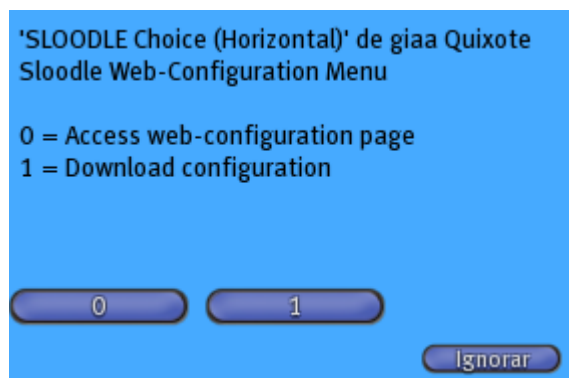 'SLOODLE Choice (Horizontal)' de giaa Quixote
Sloodle Web-Configuration Menu
0 = Access web-configuration page
1 = Download configuration
0 1
Ignorar